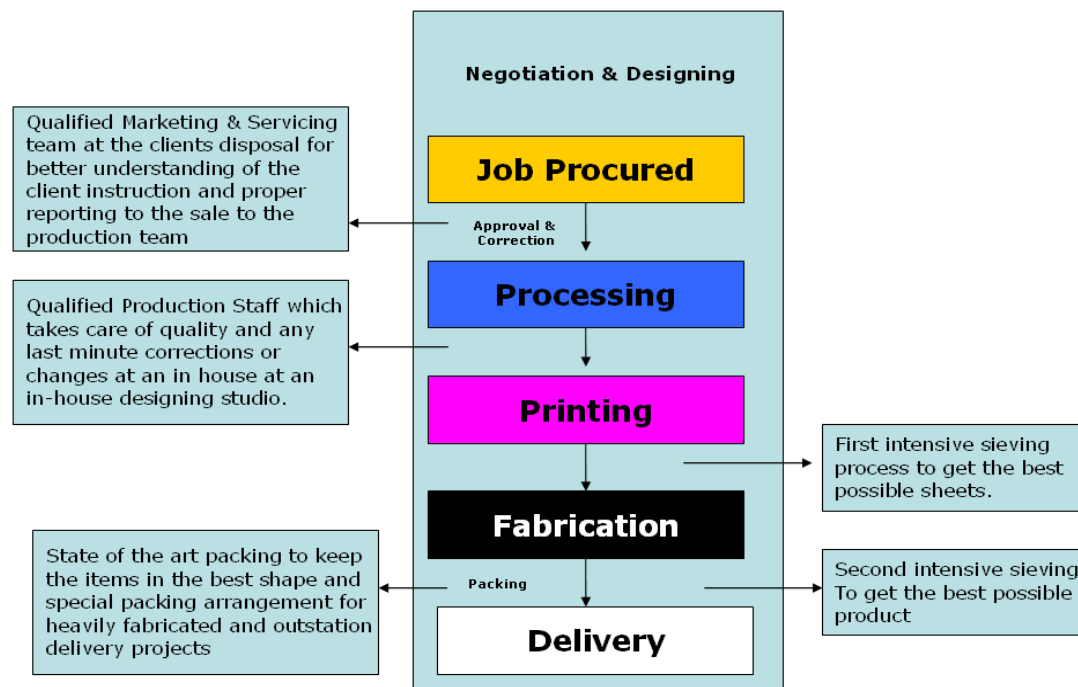 Negotiation & Designing
Qualified Marketing & Servicing
team at the clients disposal for
better understanding of the
client instruction and proper
reporting to the sale to the
production team
Job Procured
Approval &
Correction
Processing
Qualified Production Staff which
takes care of quality and any
last minute corrections or
changes at an in house at an
in-house designing studio.
Printing
First intensive sieving
process to get the best
possible sheets.
Fabrication
State of the art packing to keep
the items in the best shape and
special packing arrangement for
heavily fabricated and outstation
delivery projects
Packing
Second intensive sieving
To get the best possible
product
Delivery